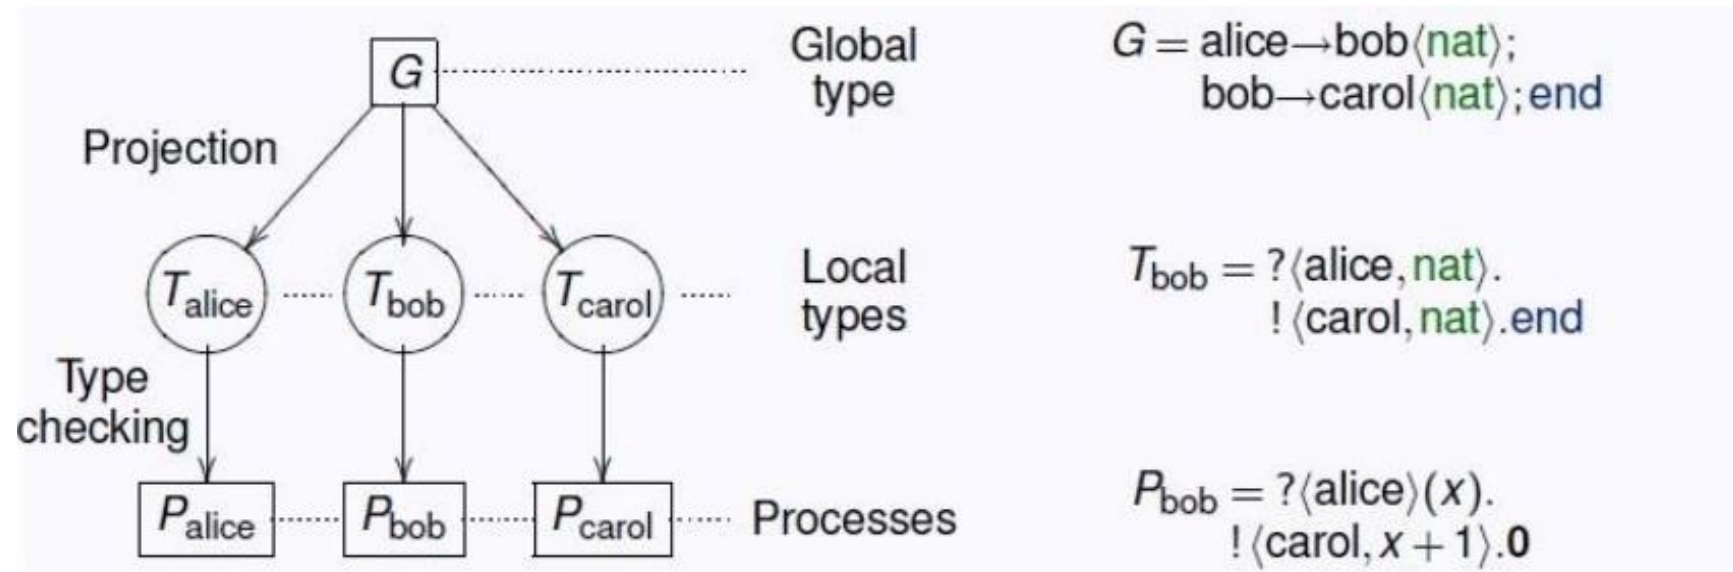 G
Global
type
G = alice→bob⟨nat⟩;
bob→carol⟨nat⟩;end
Projection
T_alice
T_bob
T_carol
Local
types
T_bob = ?⟨alice,nat⟩.
!⟨carol,nat⟩.end
Type
checking
P_alice
P_bob
P_carol
Processes
P_bob = ?⟨alice⟩(x).
!⟨carol,x+1⟩.0